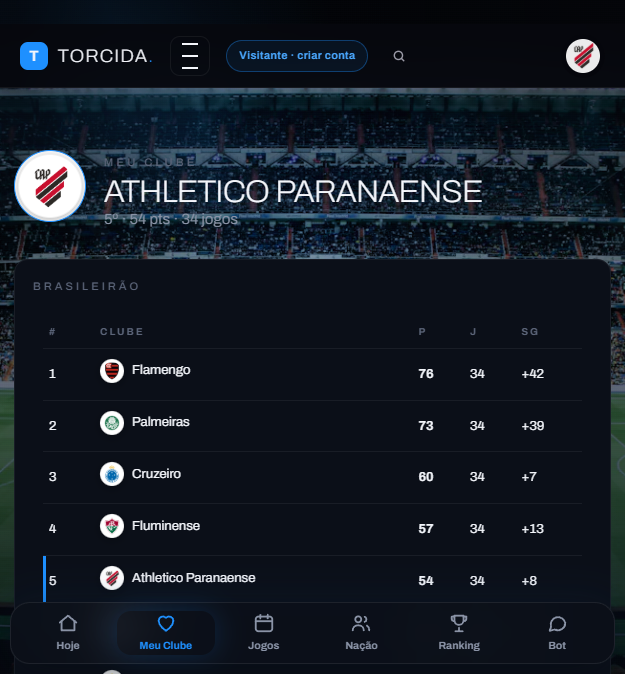 T TORCIDA. Visitante · criar conta
MEU CLUBE
CAP ATHLETICO PARANAENSE
5º · 54 pts · 34 jogos
BRASILEIRÃO
# CLUBE P J SG
1 Flamengo 76 34 +42
2 Palmeiras 73 34 +39
3 Cruzeiro 60 34 +7
4 Fluminense 57 34 +13
5 Athletico Paranaense 54 34 +8
Hoje Meu Clube Jogos Nação Ranking Bot